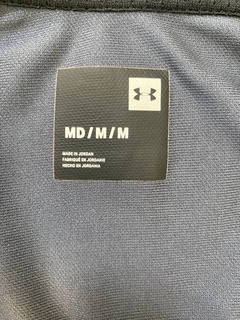 MD / M / M
MADE IN JORDAN
FABRIQUÉ EN JORDANIE
HECHO EN JORDANIA